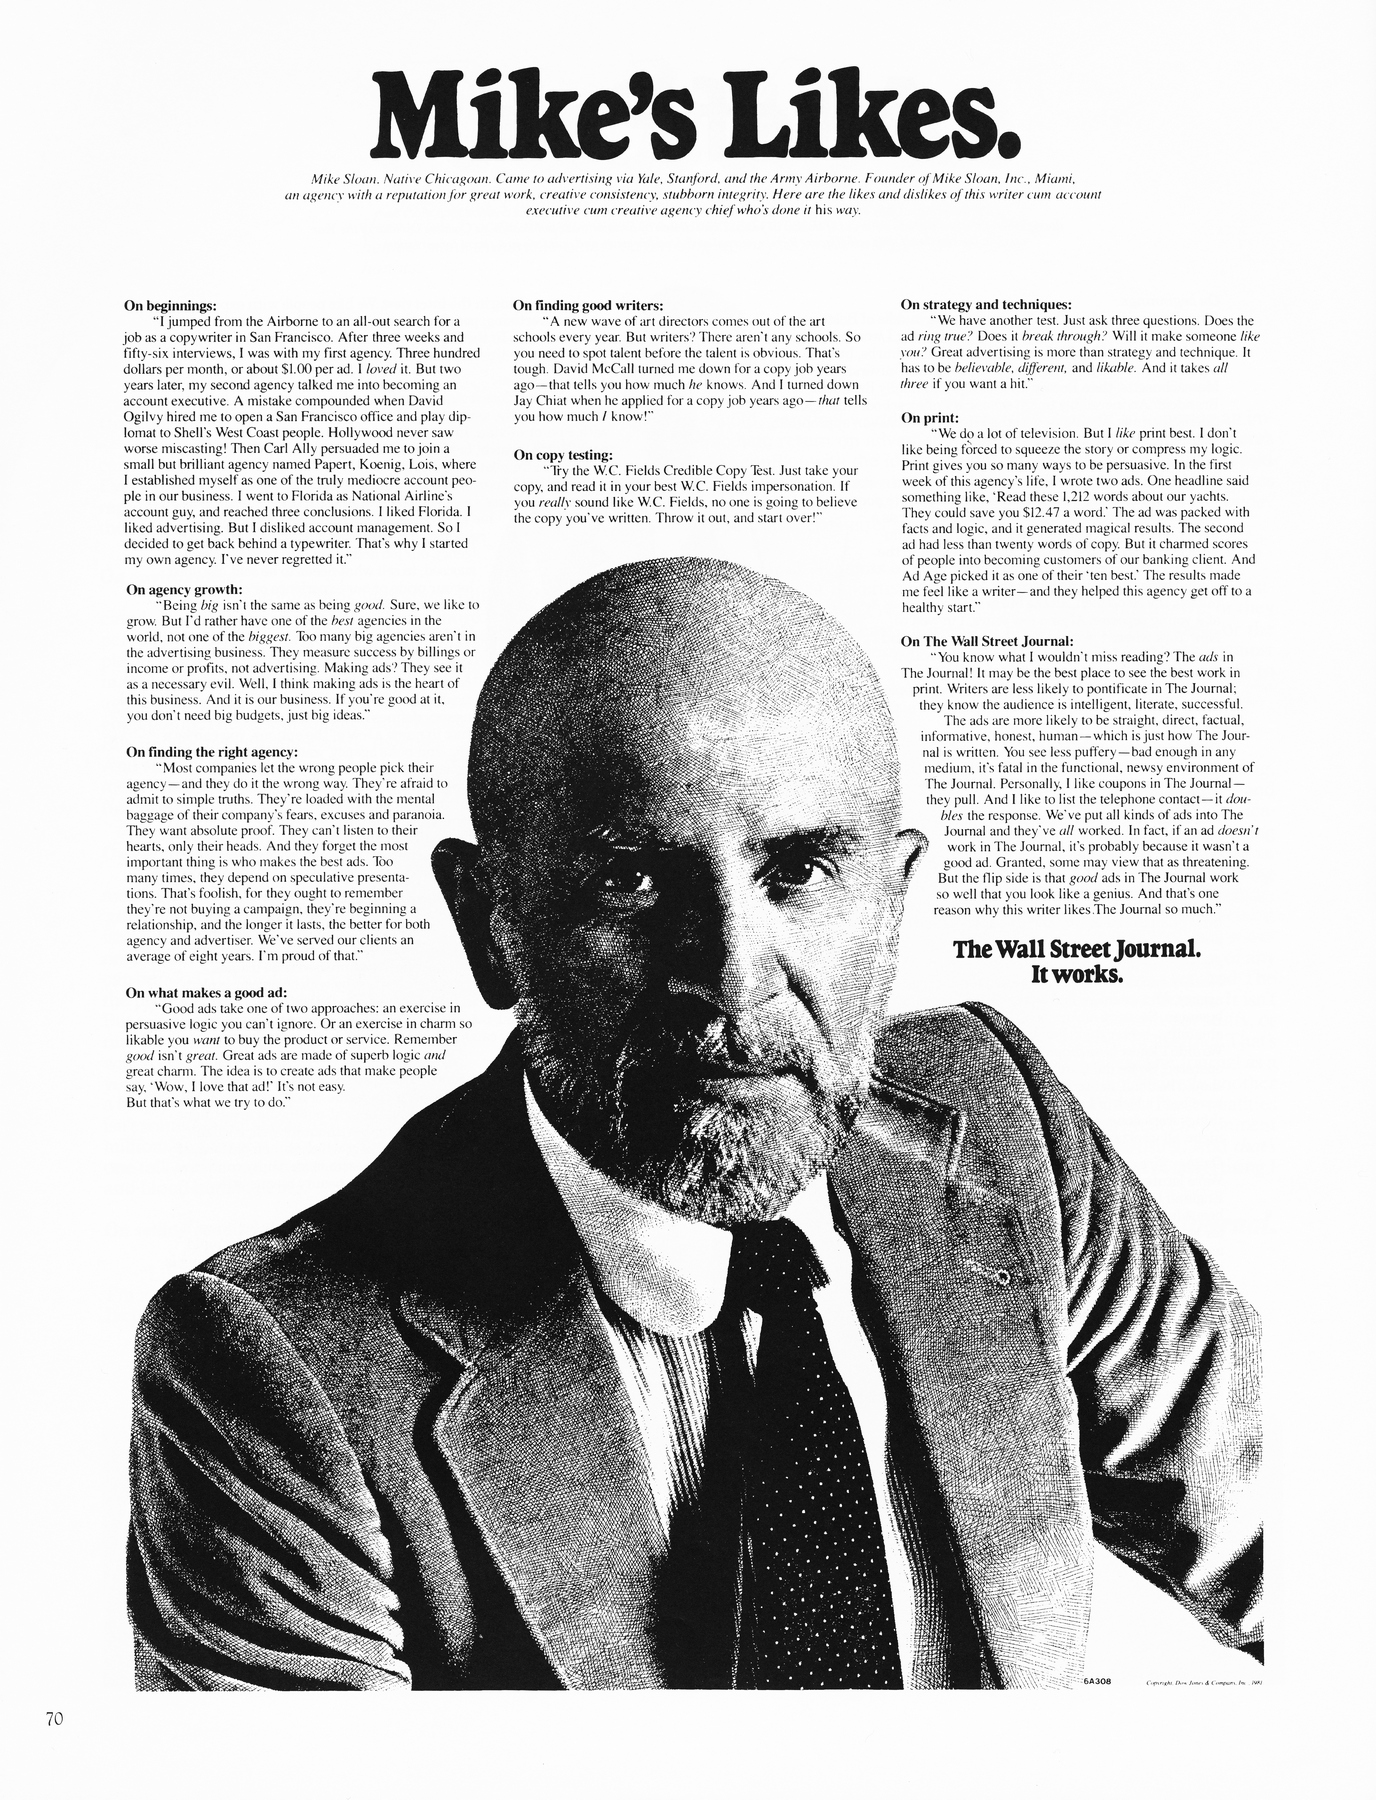 Mike's Likes.
Mike Sloan. Native Chicagoan. Came to advertising via Yale, Stanford, and the Army Airborne. Founder of Mike Sloan, Inc., Miami,
an agency with a reputation for great work, creative consistency, stubborn integrity. Here are the likes and dislikes of this writer cum account
executive cum creative agency chief who's done it his way.
On beginnings:
“I jumped from the Airborne to an all-out search for a
job as a copywriter in San Francisco. After three weeks and
fifty-six interviews, I was with my first agency. Three hundred
dollars per month, or about $1.00 per ad. I loved it. But two
years later, my second agency talked me into becoming an
account executive. A mistake compounded when David
Ogilvy hired me to open a San Francisco office and play dip-
lomat to Shell's West Coast people. Hollywood never saw
worse miscasting! Then Carl Ally persuaded me to join a
small but brilliant agency named Papert, Koenig, Lois, where
I established myself as one of the truly mediocre account peo-
ple in our business. I went to Florida as National Airline's
account guy, and reached three conclusions. I liked Florida. I
liked advertising. But I disliked account management. So I
decided to get back behind a typewriter. That's why I started
my own agency. I've never regretted it.”
On agency growth:
“Being big isn't the same as being good. Sure, we like to
grow. But I'd rather have one of the best agencies in the
world, not one of the biggest. Too many big agencies aren't in
the advertising business. They measure success by billings or
income or profits, not advertising. Making ads? They see it
as a necessary evil. Well, I think making ads is the heart of
this business. And it is our business. If you're good at it,
you don't need big budgets, just big ideas.”
On finding the right agency:
“Most companies let the wrong people pick their
agency—and they do it the wrong way. They're afraid to
admit to simple truths. They're loaded with the mental
baggage of their company's fears, excuses and paranoia.
They want absolute proof. They can't listen to their
hearts, only their heads. And they forget the most
important thing is who makes the best ads. Too
many times, they depend on speculative presenta-
tions. That's foolish, for they ought to remember
they're not buying a campaign, they're beginning a
relationship, and the longer it lasts, the better for both
agency and advertiser. We've served our clients an
average of eight years. I'm proud of that.”
On what makes a good ad:
“Good ads take one of two approaches: an exercise in
persuasive logic you can't ignore. Or an exercise in charm so
likable you want to buy the product or service. Remember
good isn't great. Great ads are made of superb logic and
great charm. The idea is to create ads that make people
say, ‘Wow, I love that ad!’ It's not easy.
But that's what we try to do.”
On finding good writers:
“A new wave of art directors comes out of the art
schools every year. But writers? There aren't any schools. So
you need to spot talent before the talent is obvious. That's
tough. David McCall turned me down for a copy job years
ago—that tells you how much he knows. And I turned down
Jay Chiat when he applied for a copy job years ago—that tells
you how much I know!”
On copy testing:
“Try the W.C. Fields Credible Copy Test. Just take your
copy, and read it in your best W.C. Fields impersonation. If
you really sound like W.C. Fields, no one is going to believe
the copy you've written. Throw it out, and start over!”
On strategy and techniques:
“We have another test. Just ask three questions. Does the
ad ring true? Does it break through? Will it make someone like
you? Great advertising is more than strategy and technique. It
has to be believable, different, and likable. And it takes all
three if you want a hit.”
On print:
“We do a lot of television. But I like print best. I don't
like being forced to squeeze the story or compress my logic.
Print gives you so many ways to be persuasive. In the first
week of this agency's life, I wrote two ads. One headline said
something like, ‘Read these 1,212 words about our yachts.
They could save you $12.47 a word.’ The ad was packed with
facts and logic, and it generated magical results. The second
ad had less than twenty words of copy. But it charmed scores
of people into becoming customers of our banking client. And
Ad Age picked it as one of their ‘ten best.’ The results made
me feel like a writer—and they helped this agency get off to a
healthy start.”
On The Wall Street Journal:
“You know what I wouldn't miss reading? The ads in
The Journal! It may be the best place to see the best work in
print. Writers are less likely to pontificate in The Journal;
they know the audience is intelligent, literate, successful.
The ads are more likely to be straight, direct, factual,
informative, honest, human—which is just how The Jour-
nal is written. You see less puffery—bad enough in any
medium, it's fatal in the functional, newsy environment of
The Journal. Personally, I like coupons in The Journal—
they pull. And I like to list the telephone contact—it dou-
bles the response. We've put all kinds of ads into The
Journal and they've all worked. In fact, if an ad doesn't
work in The Journal, it's probably because it wasn't a
good ad. Granted, some may view that as threatening.
But the flip side is that good ads in The Journal work
so well that you look like a genius. And that's one
reason why this writer likes The Journal so much.”
The Wall Street Journal.
It works.
6A308
Copyright, Dow Jones & Company, Inc.,
70